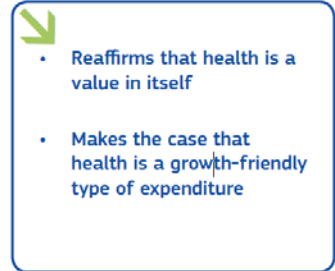 • Reaffirms that health is a
value in itself
• Makes the case that
health is a growth-friendly
type of expenditure